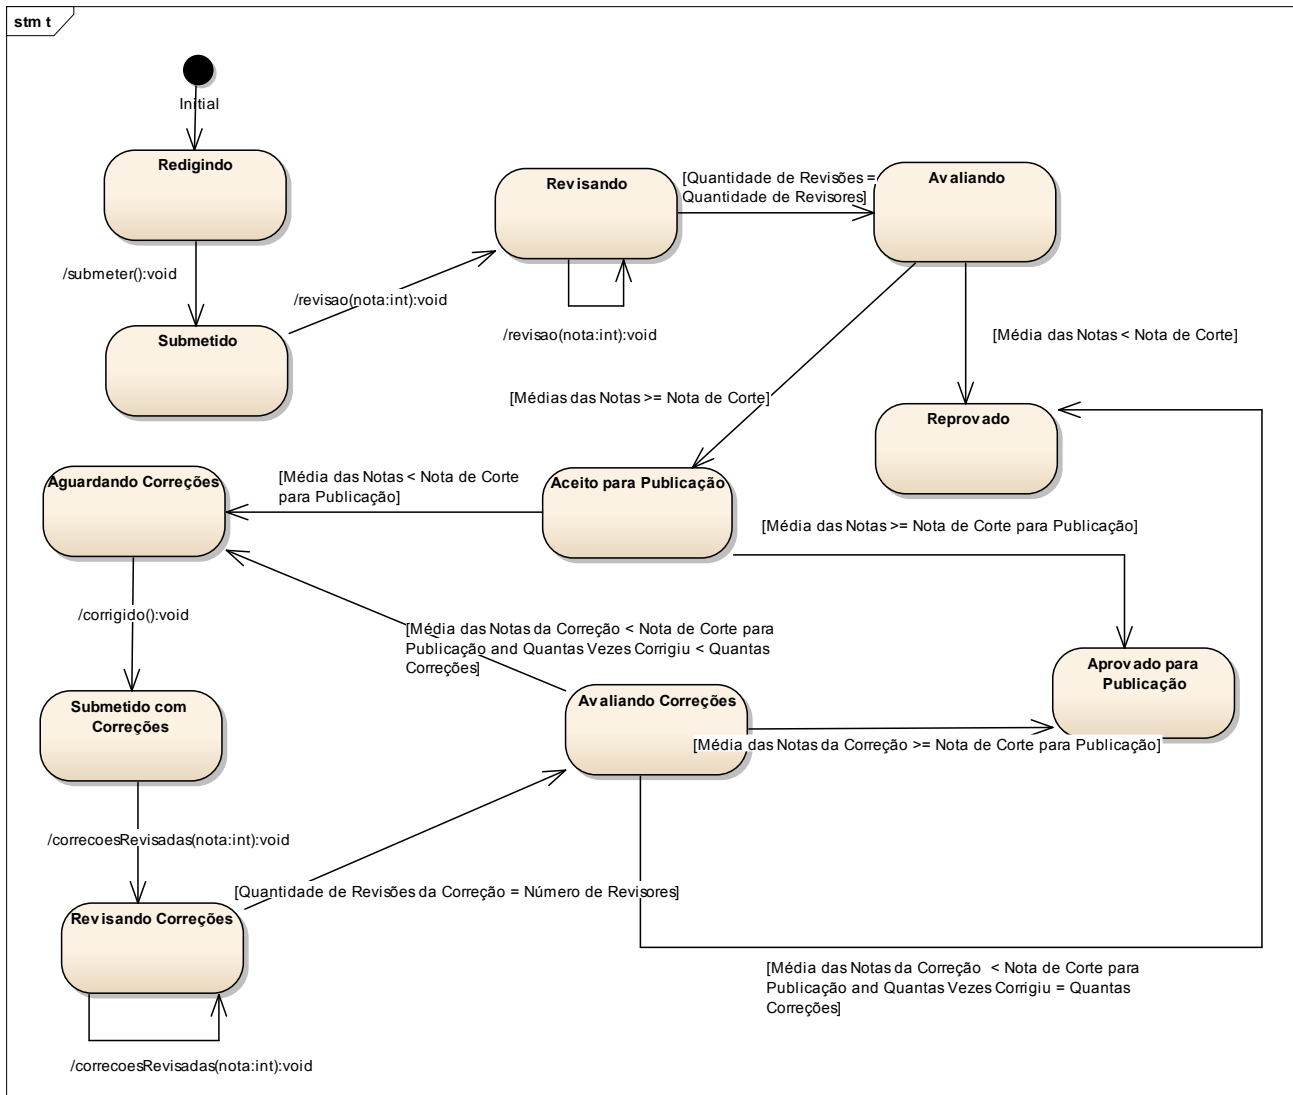 stm t
Initial
Redigindo
/submeter():void
Submetido
/revisao(nota:int):void
Revisando
/revisao(nota:int):void
[Quantidade de Revisões =
Quantidade de Revisores]
Avaliando
[Média das Notas < Nota de Corte]
[Médias das Notas >= Nota de Corte]
Reprovado
Aceito para Publicação
[Média das Notas < Nota de Corte
para Publicação]
Aguardando Correções
[Média das Notas >= Nota de Corte para Publicação]
/corrigido():void
[Média das Notas da Correção < Nota de Corte para
Publicação and Quantas Vezes Corrigiu < Quantas
Correções]
Aprovado para
Publicação
Submetido com
Correções
Avaliando Correções
[Média das Notas da Correção >= Nota de Corte para Publicação]
/correcoesRevisadas(nota:int):void
[Quantidade de Revisões da Correção = Número de Revisores]
Revisando Correções
[Média das Notas da Correção  < Nota de Corte para
Publicação and Quantas Vezes Corrigiu = Quantas
Correções]
/correcoesRevisadas(nota:int):void